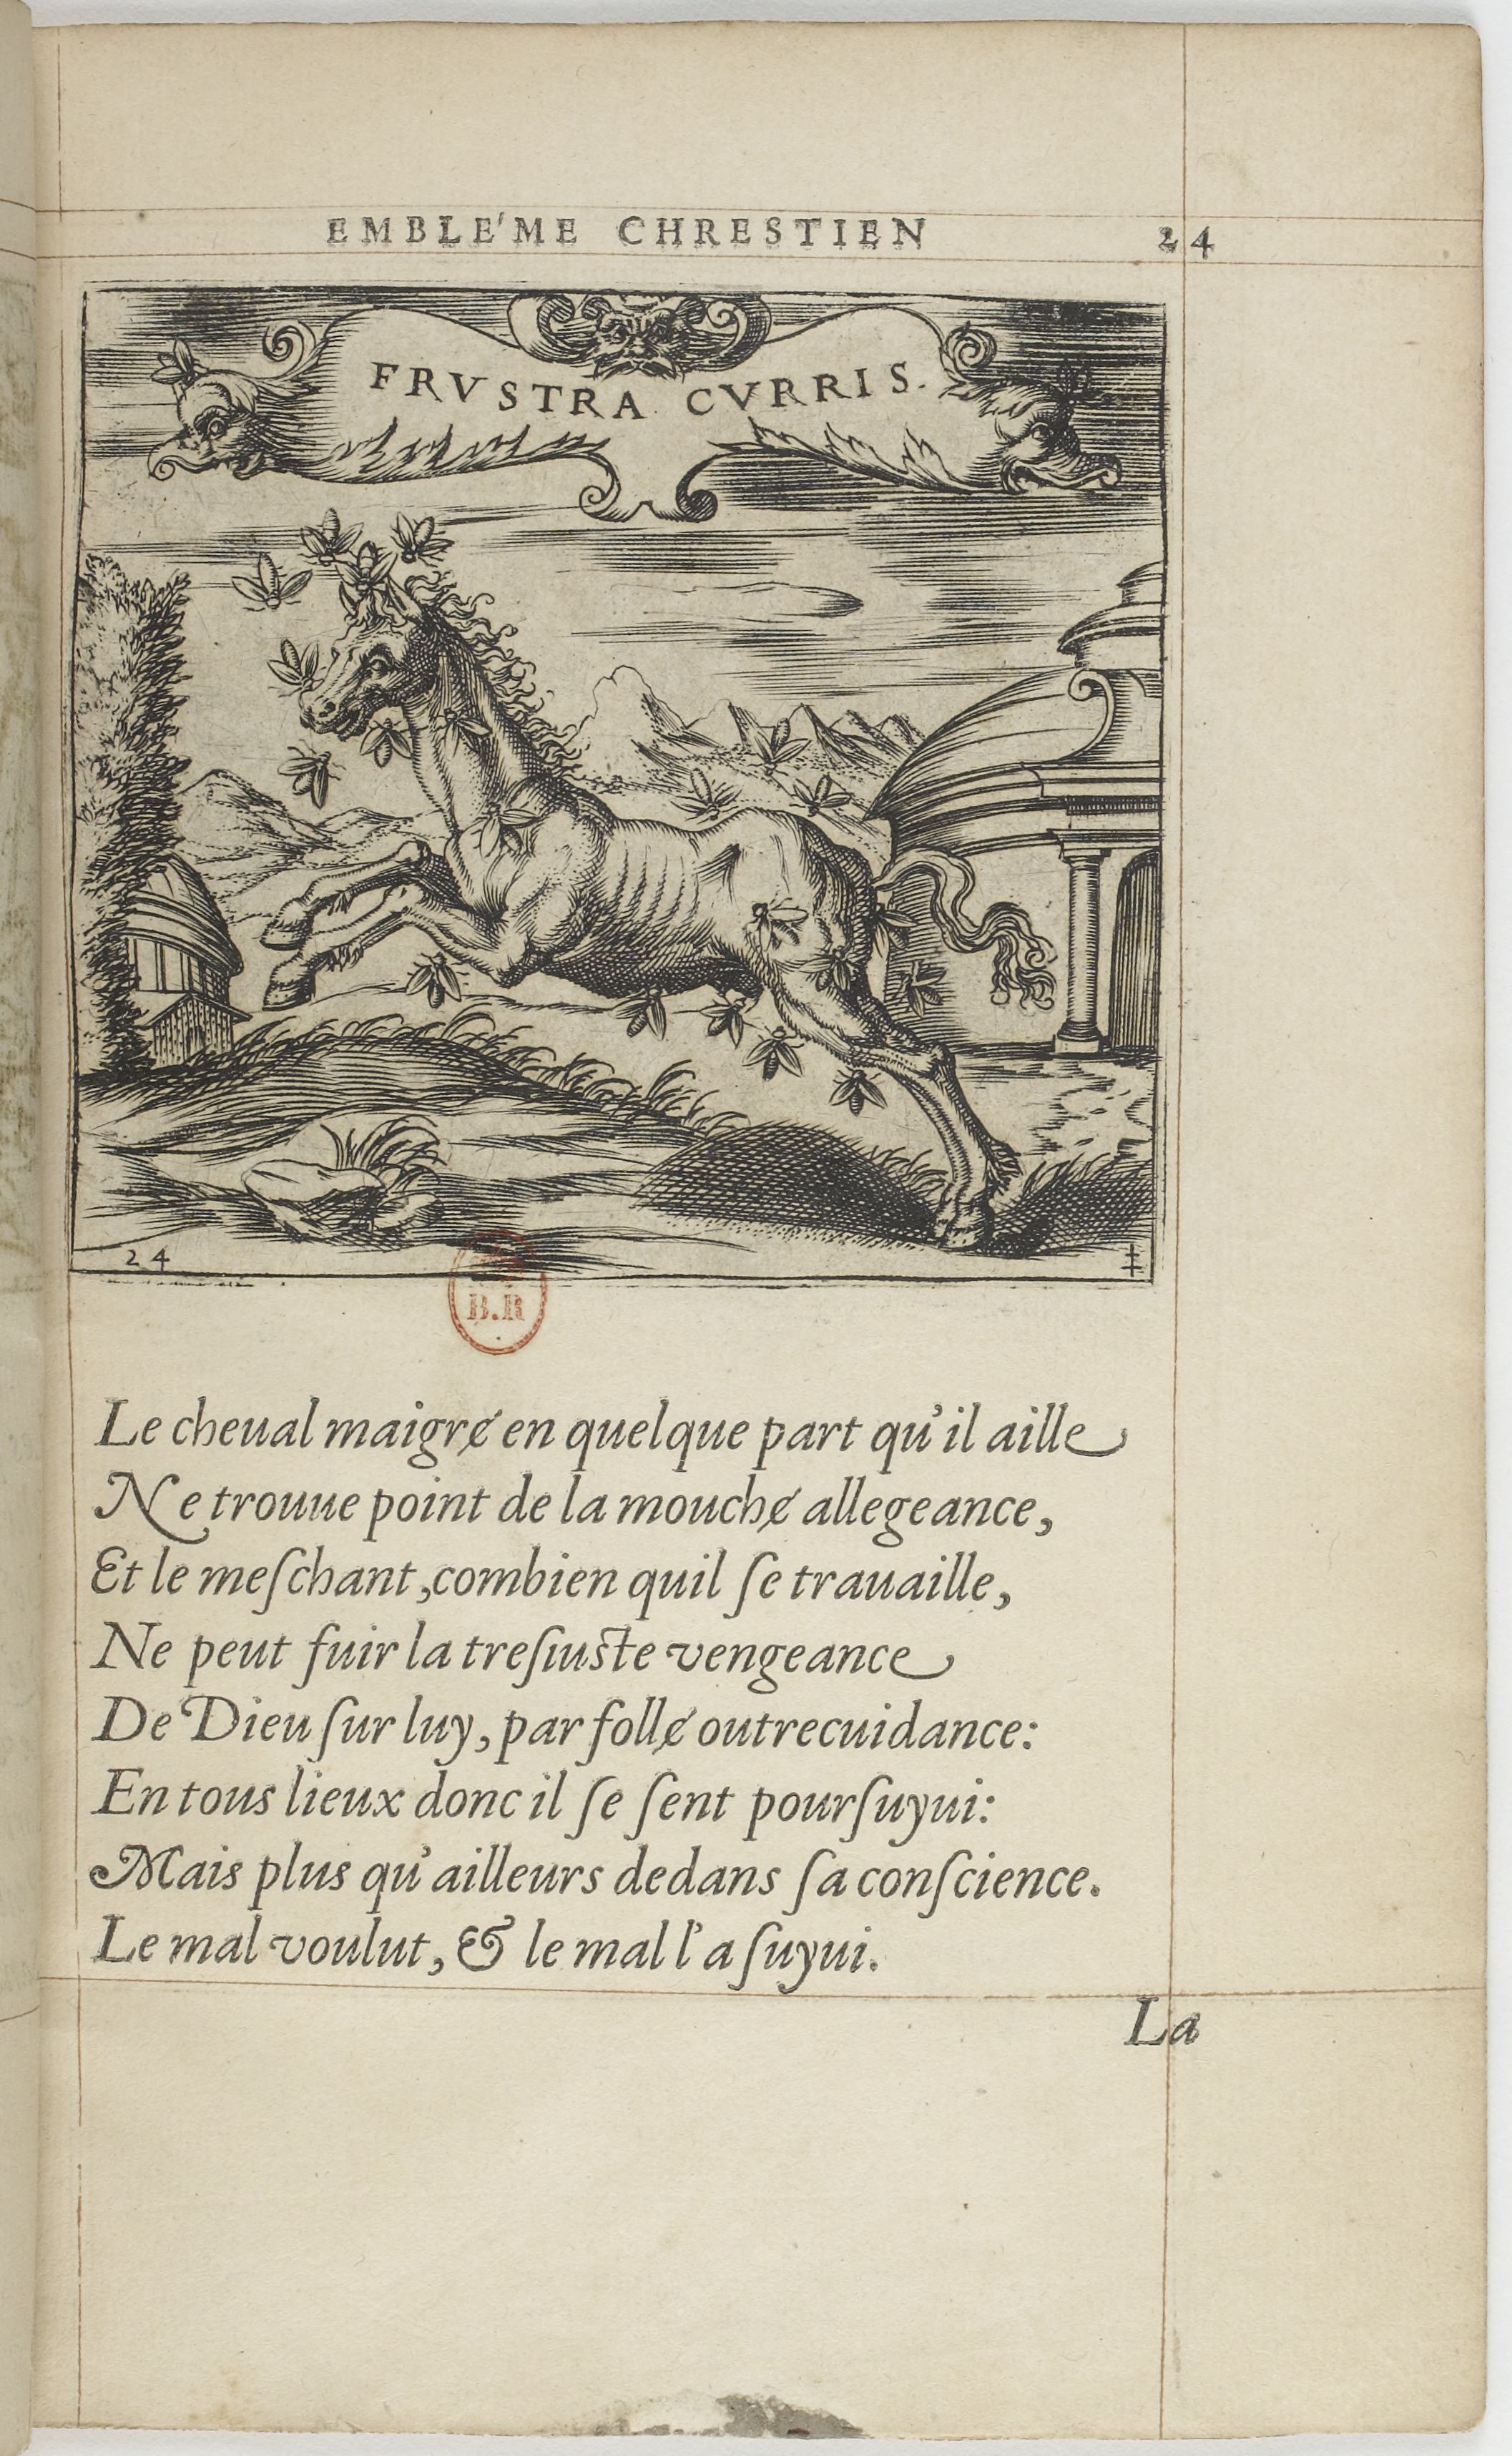 EMBLE'ME CHRESTIEN 24
FRVSTRA CVRRIS.
24 ‡
B.R
Le cheual maigrɇ en quelque part qu'il aille
Ne trouue point de la mouchɇ allegeance,
Et le meſchant, combien quil ſe trauaille,
Ne peut fuir la treſiuste vengeance
De Dieu ſur luy, par follɇ outrecuidance:
En tous lieux donc il ſe ſent pourſuyui:
Mais plus qu'ailleurs dedans ſa conſcience.
Le mal voulut, & le mal l'a ſuyui.
La